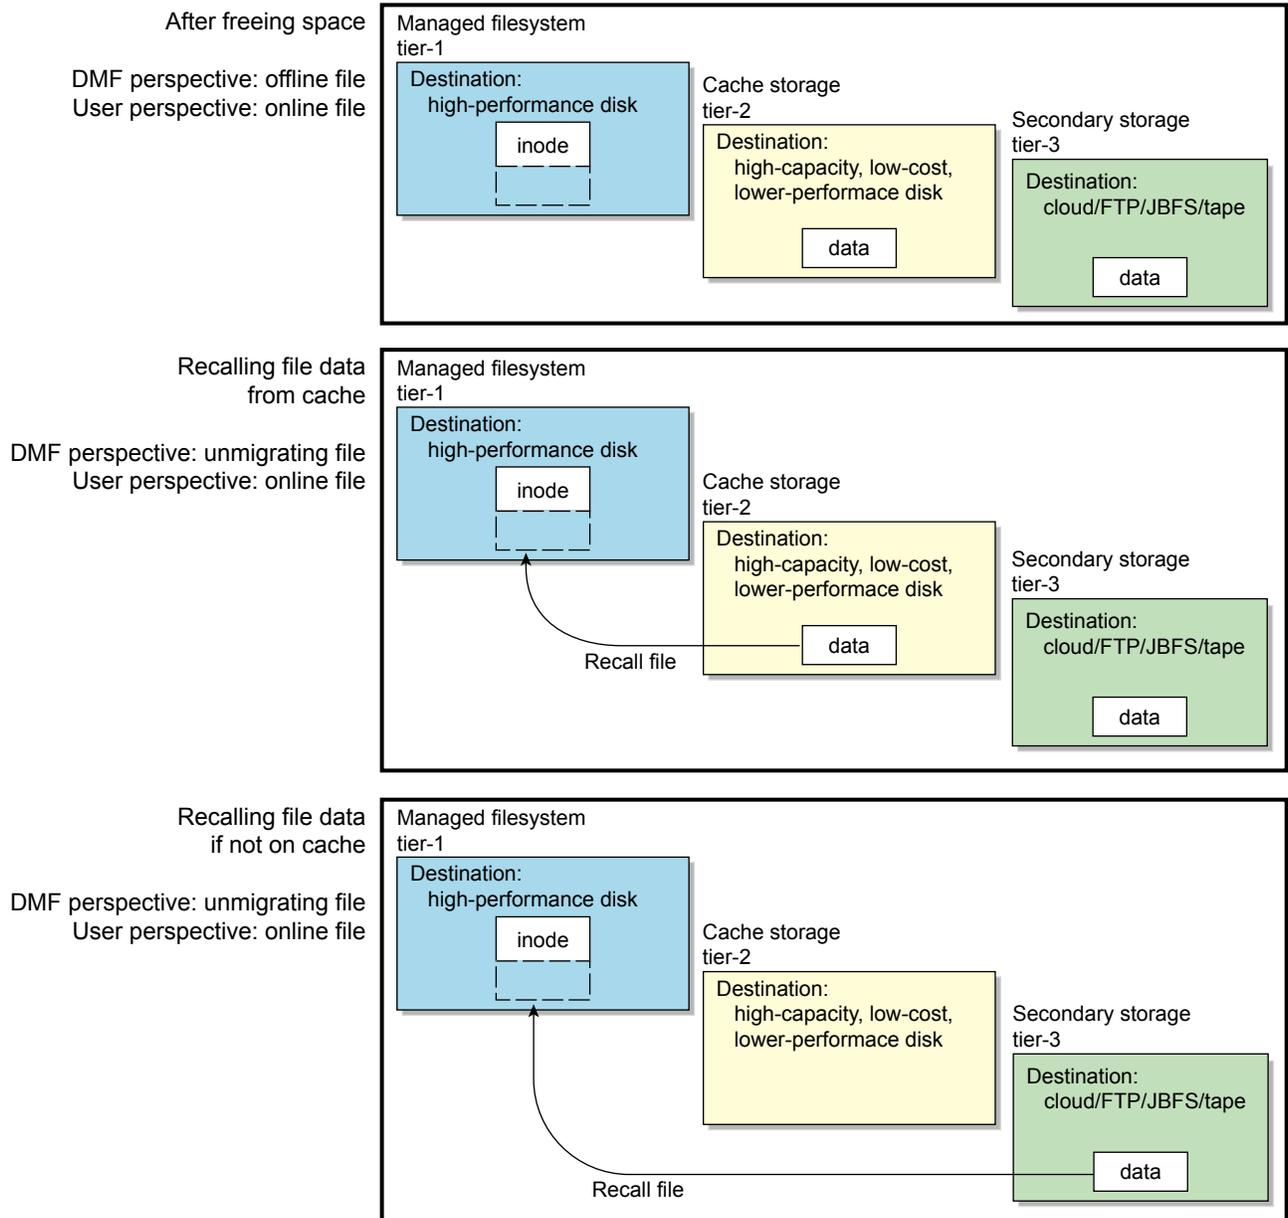 After freeing space
DMF perspective: offline file
User perspective: online file
Managed filesystem
tier-1
Destination:
high-performance disk
inode
Cache storage
tier-2
Destination:
high-capacity, low-cost,
lower-performace disk
data
Secondary storage
tier-3
Destination:
cloud/FTP/JBFS/tape
data
Recalling file data
from cache
DMF perspective: unmigrating file
User perspective: online file
Managed filesystem
tier-1
Destination:
high-performance disk
inode
Cache storage
tier-2
Destination:
high-capacity, low-cost,
lower-performace disk
data
Recall file
Secondary storage
tier-3
Destination:
cloud/FTP/JBFS/tape
data
Recalling file data
if not on cache
DMF perspective: unmigrating file
User perspective: online file
Managed filesystem
tier-1
Destination:
high-performance disk
inode
Cache storage
tier-2
Destination:
high-capacity, low-cost,
lower-performace disk
Secondary storage
tier-3
Destination:
cloud/FTP/JBFS/tape
data
Recall file